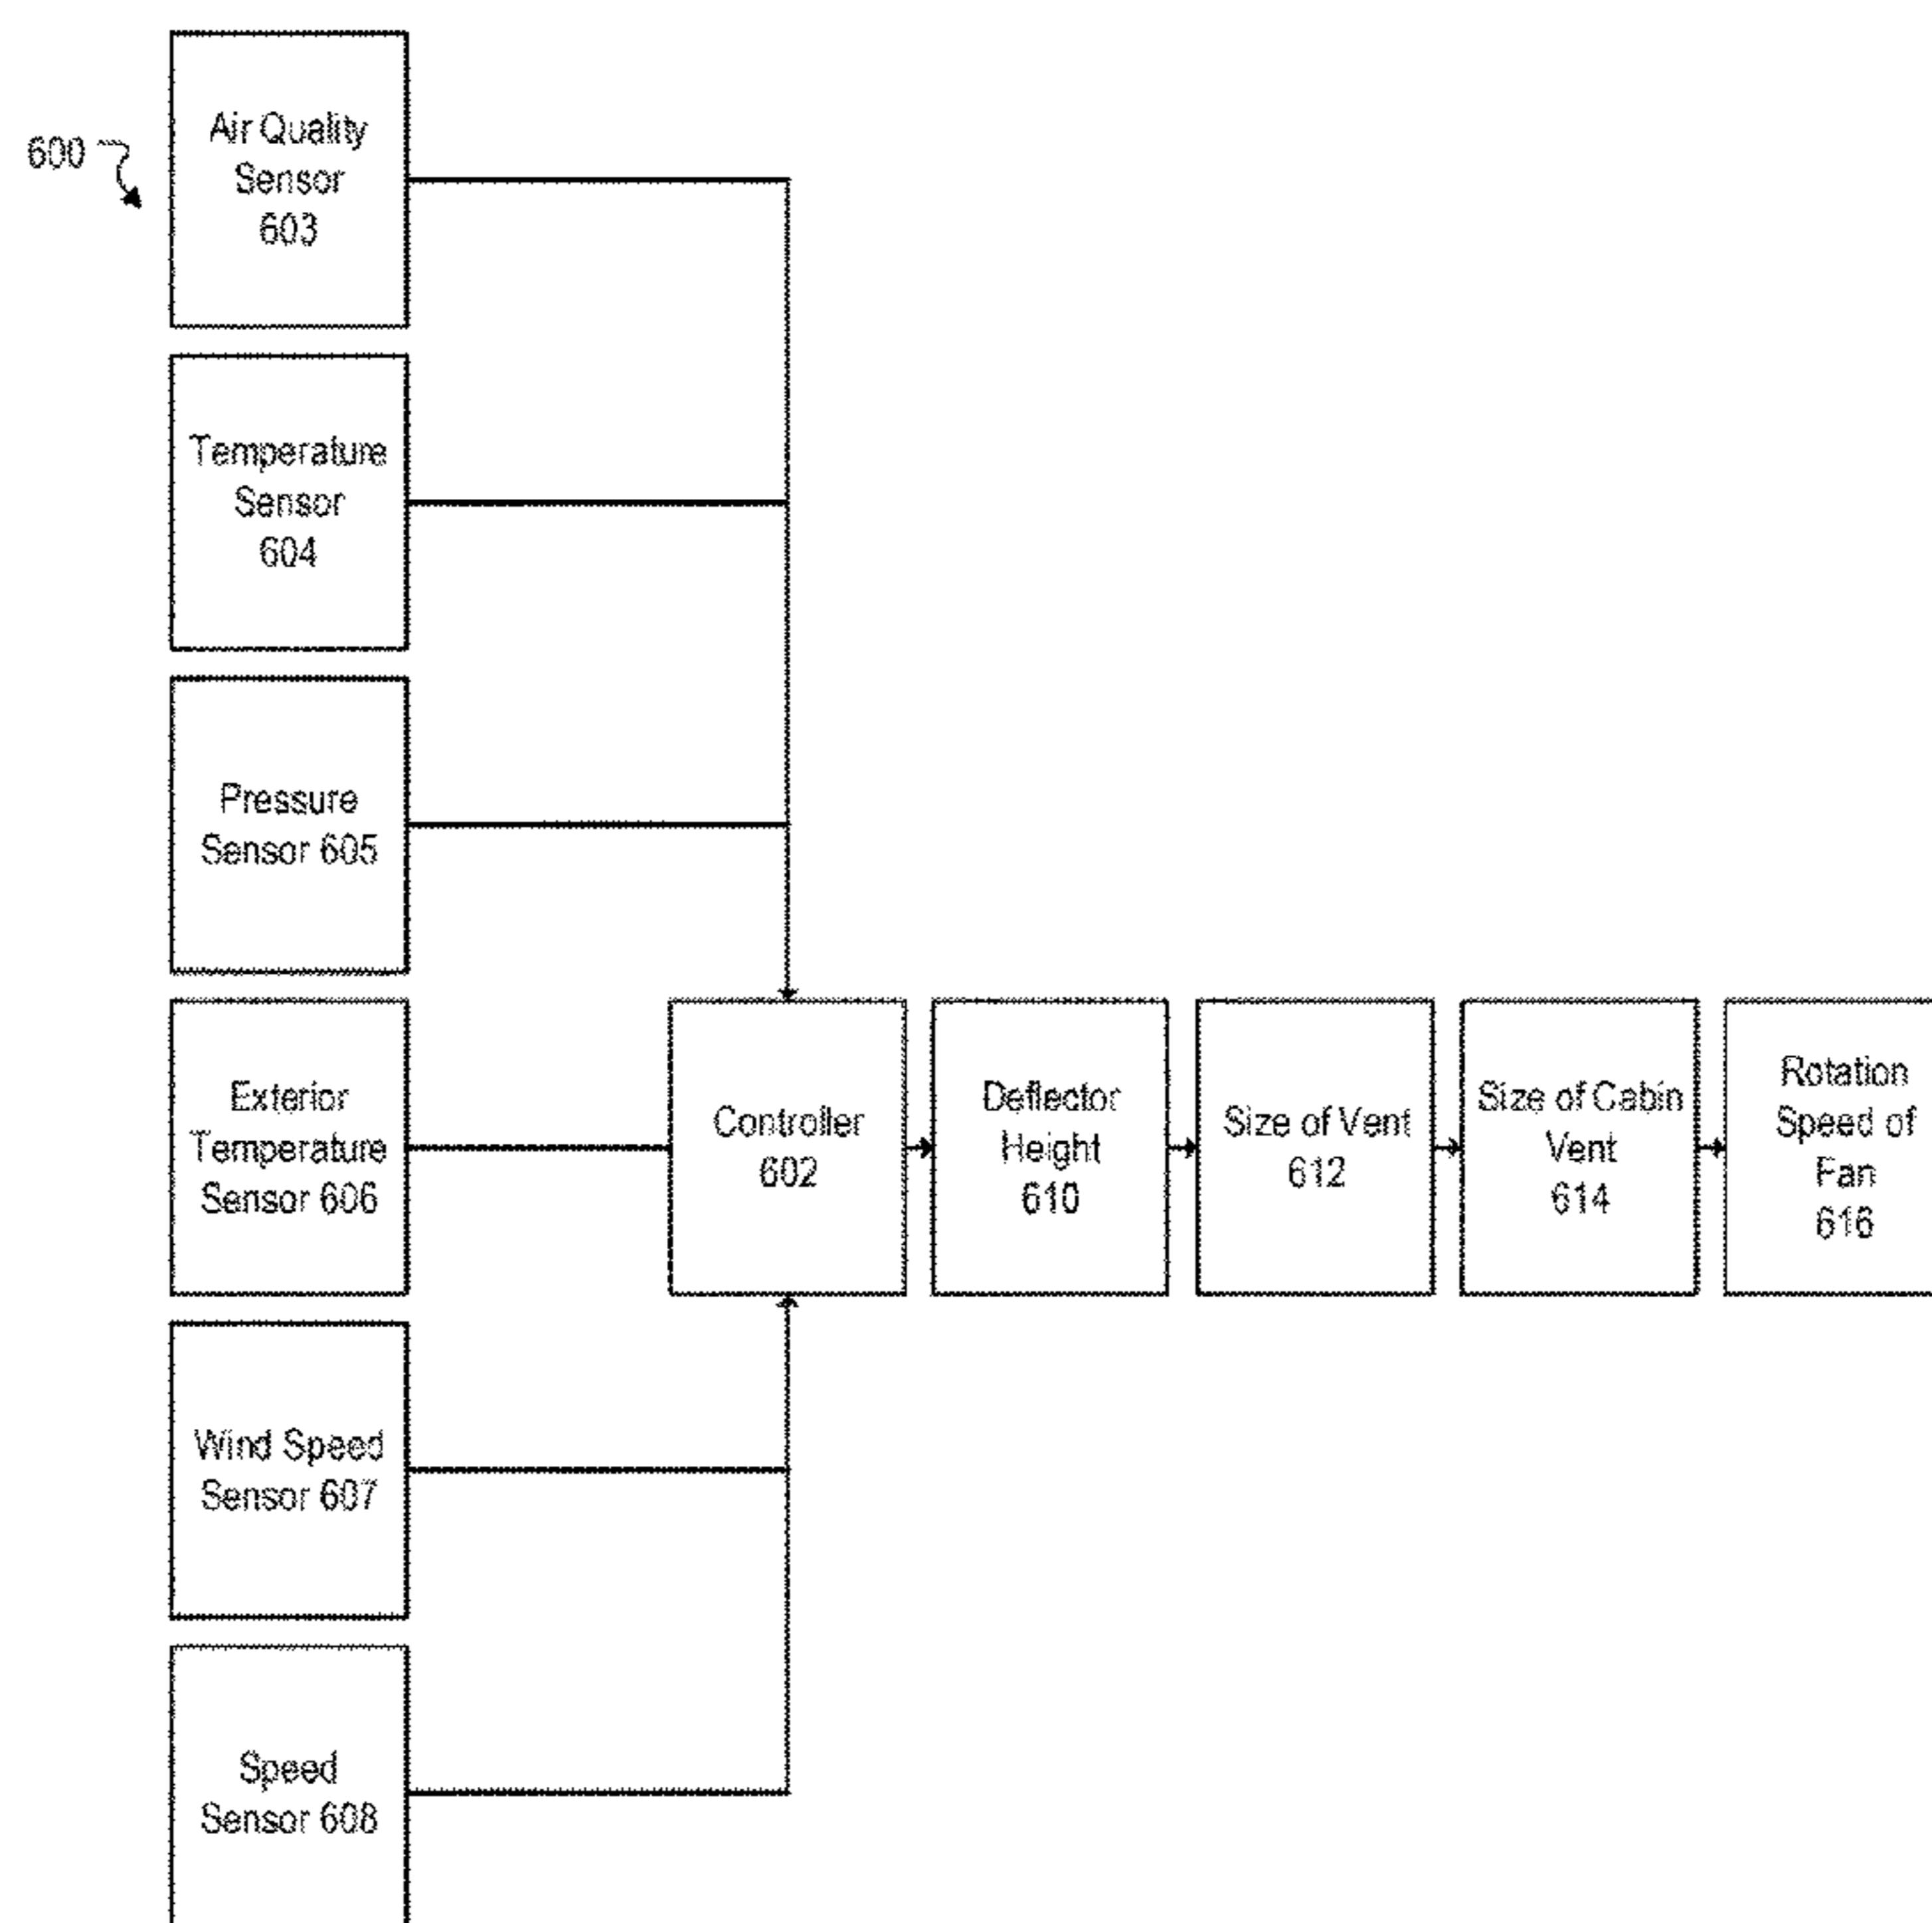 600
Air Quality
Sensor
603
Temperature
Sensor
604
Pressure
Sensor 605
Exterior
Temperature
Sensor 606
Controller
602
Deflector
Height
610
Size of Vent
612
Size of Cabin
Vent
614
Rotation
Speed of
Fan
616
Wind Speed
Sensor 607
Speed
Sensor 608